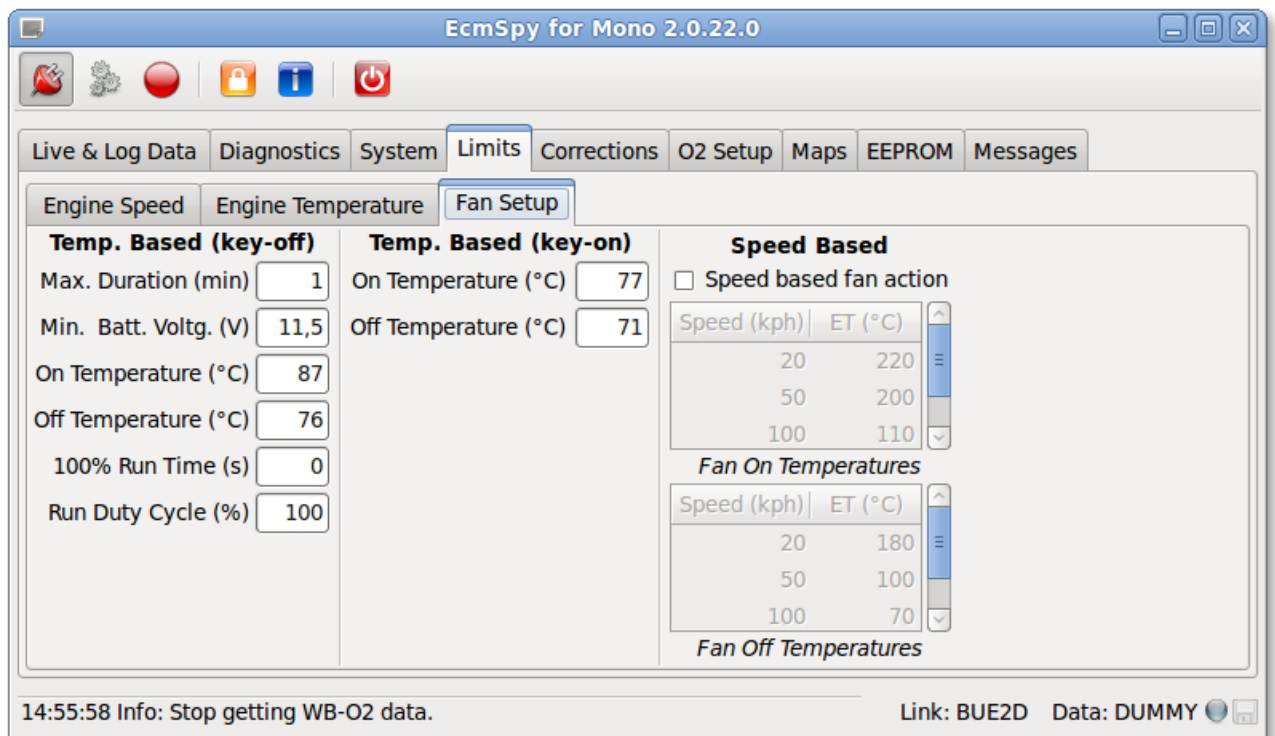 EcmSpy for Mono 2.0.22.0
Live & Log Data Diagnostics System Limits Corrections O2 Setup Maps EEPROM Messages
Engine Speed Engine Temperature Fan Setup
Temp. Based (key-off)
Max. Duration (min) 1
Min. Batt. Voltg. (V) 11,5
On Temperature (°C) 87
Off Temperature (°C) 76
100% Run Time (s) 0
Run Duty Cycle (%) 100
Temp. Based (key-on)
On Temperature (°C) 77
Off Temperature (°C) 71
Speed Based
Speed based fan action
Speed (kph) ET (°C)
20 220
50 200
100 110
Fan On Temperatures
Speed (kph) ET (°C)
20 180
50 100
100 70
Fan Off Temperatures
14:55:58 Info: Stop getting WB-O2 data. Link: BUE2D Data: DUMMY